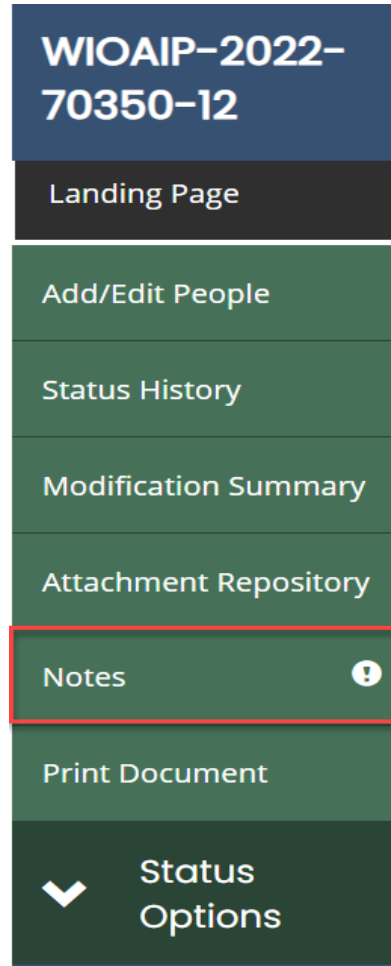 WIOAIP-2022-
70350-12
Landing Page
Add/Edit People
Status History
Modification Summary
Attachment Repository
Notes
Print Document
Status
Options